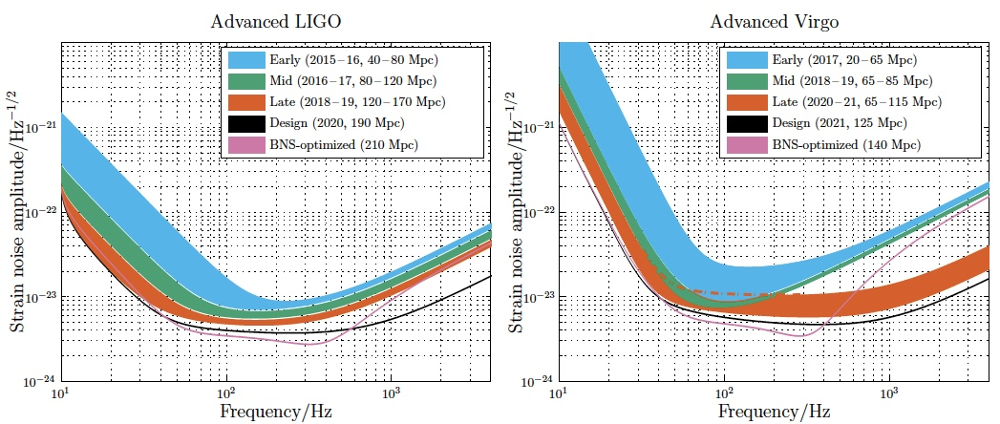 Advanced LIGO
Early (2015−16, 40−80 Mpc)
Mid (2016−17, 80−120 Mpc)
Late (2018−19, 120−170 Mpc)
Design (2020, 190 Mpc)
BNS-optimized (210 Mpc)
Strain noise amplitude/Hz−1/2
10−21
10−22
10−23
10−24
10¹
10²
10³
Frequency/Hz
Advanced Virgo
Early (2017, 20−65 Mpc)
Mid (2018-19, 65−85 Mpc)
Late (2020−21, 65−115 Mpc)
Design (2021, 125 Mpc)
BNS-optimized (140 Mpc)
Strain noise amplitude/Hz−1/2
10−21
10−22
10−23
10−24
10¹
10²
10³
Frequency/Hz